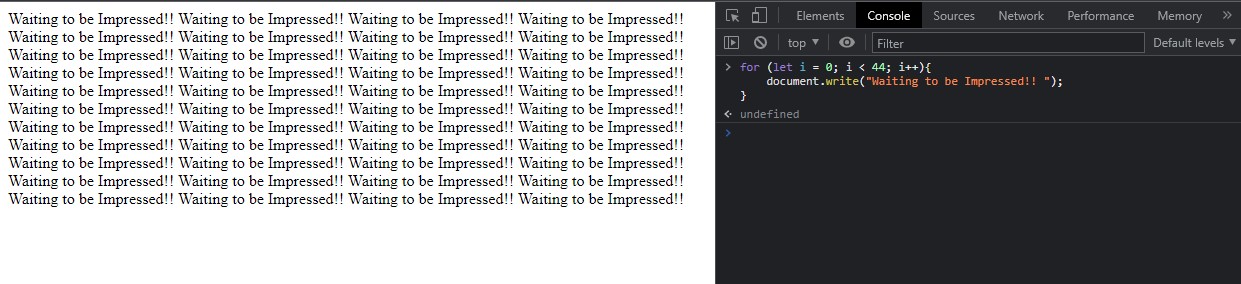 Waiting to be Impressed!! Waiting to be Impressed!! Waiting to be Impressed!! Waiting to be Impressed!!
Waiting to be Impressed!! Waiting to be Impressed!! Waiting to be Impressed!! Waiting to be Impressed!!
Waiting to be Impressed!! Waiting to be Impressed!! Waiting to be Impressed!! Waiting to be Impressed!!
Waiting to be Impressed!! Waiting to be Impressed!! Waiting to be Impressed!! Waiting to be Impressed!!
Waiting to be Impressed!! Waiting to be Impressed!! Waiting to be Impressed!! Waiting to be Impressed!!
Waiting to be Impressed!! Waiting to be Impressed!! Waiting to be Impressed!! Waiting to be Impressed!!
Waiting to be Impressed!! Waiting to be Impressed!! Waiting to be Impressed!! Waiting to be Impressed!!
Waiting to be Impressed!! Waiting to be Impressed!! Waiting to be Impressed!! Waiting to be Impressed!!
Waiting to be Impressed!! Waiting to be Impressed!! Waiting to be Impressed!! Waiting to be Impressed!!
Waiting to be Impressed!! Waiting to be Impressed!! Waiting to be Impressed!! Waiting to be Impressed!!
Waiting to be Impressed!! Waiting to be Impressed!! Waiting to be Impressed!! Waiting to be Impressed!!
Elements Console Sources Network Performance Memory »
top ▼ Filter Default levels ▼
> for (let i = 0; i < 44; i++){
document.write("Waiting to be Impressed!! ");
}
undefined
>